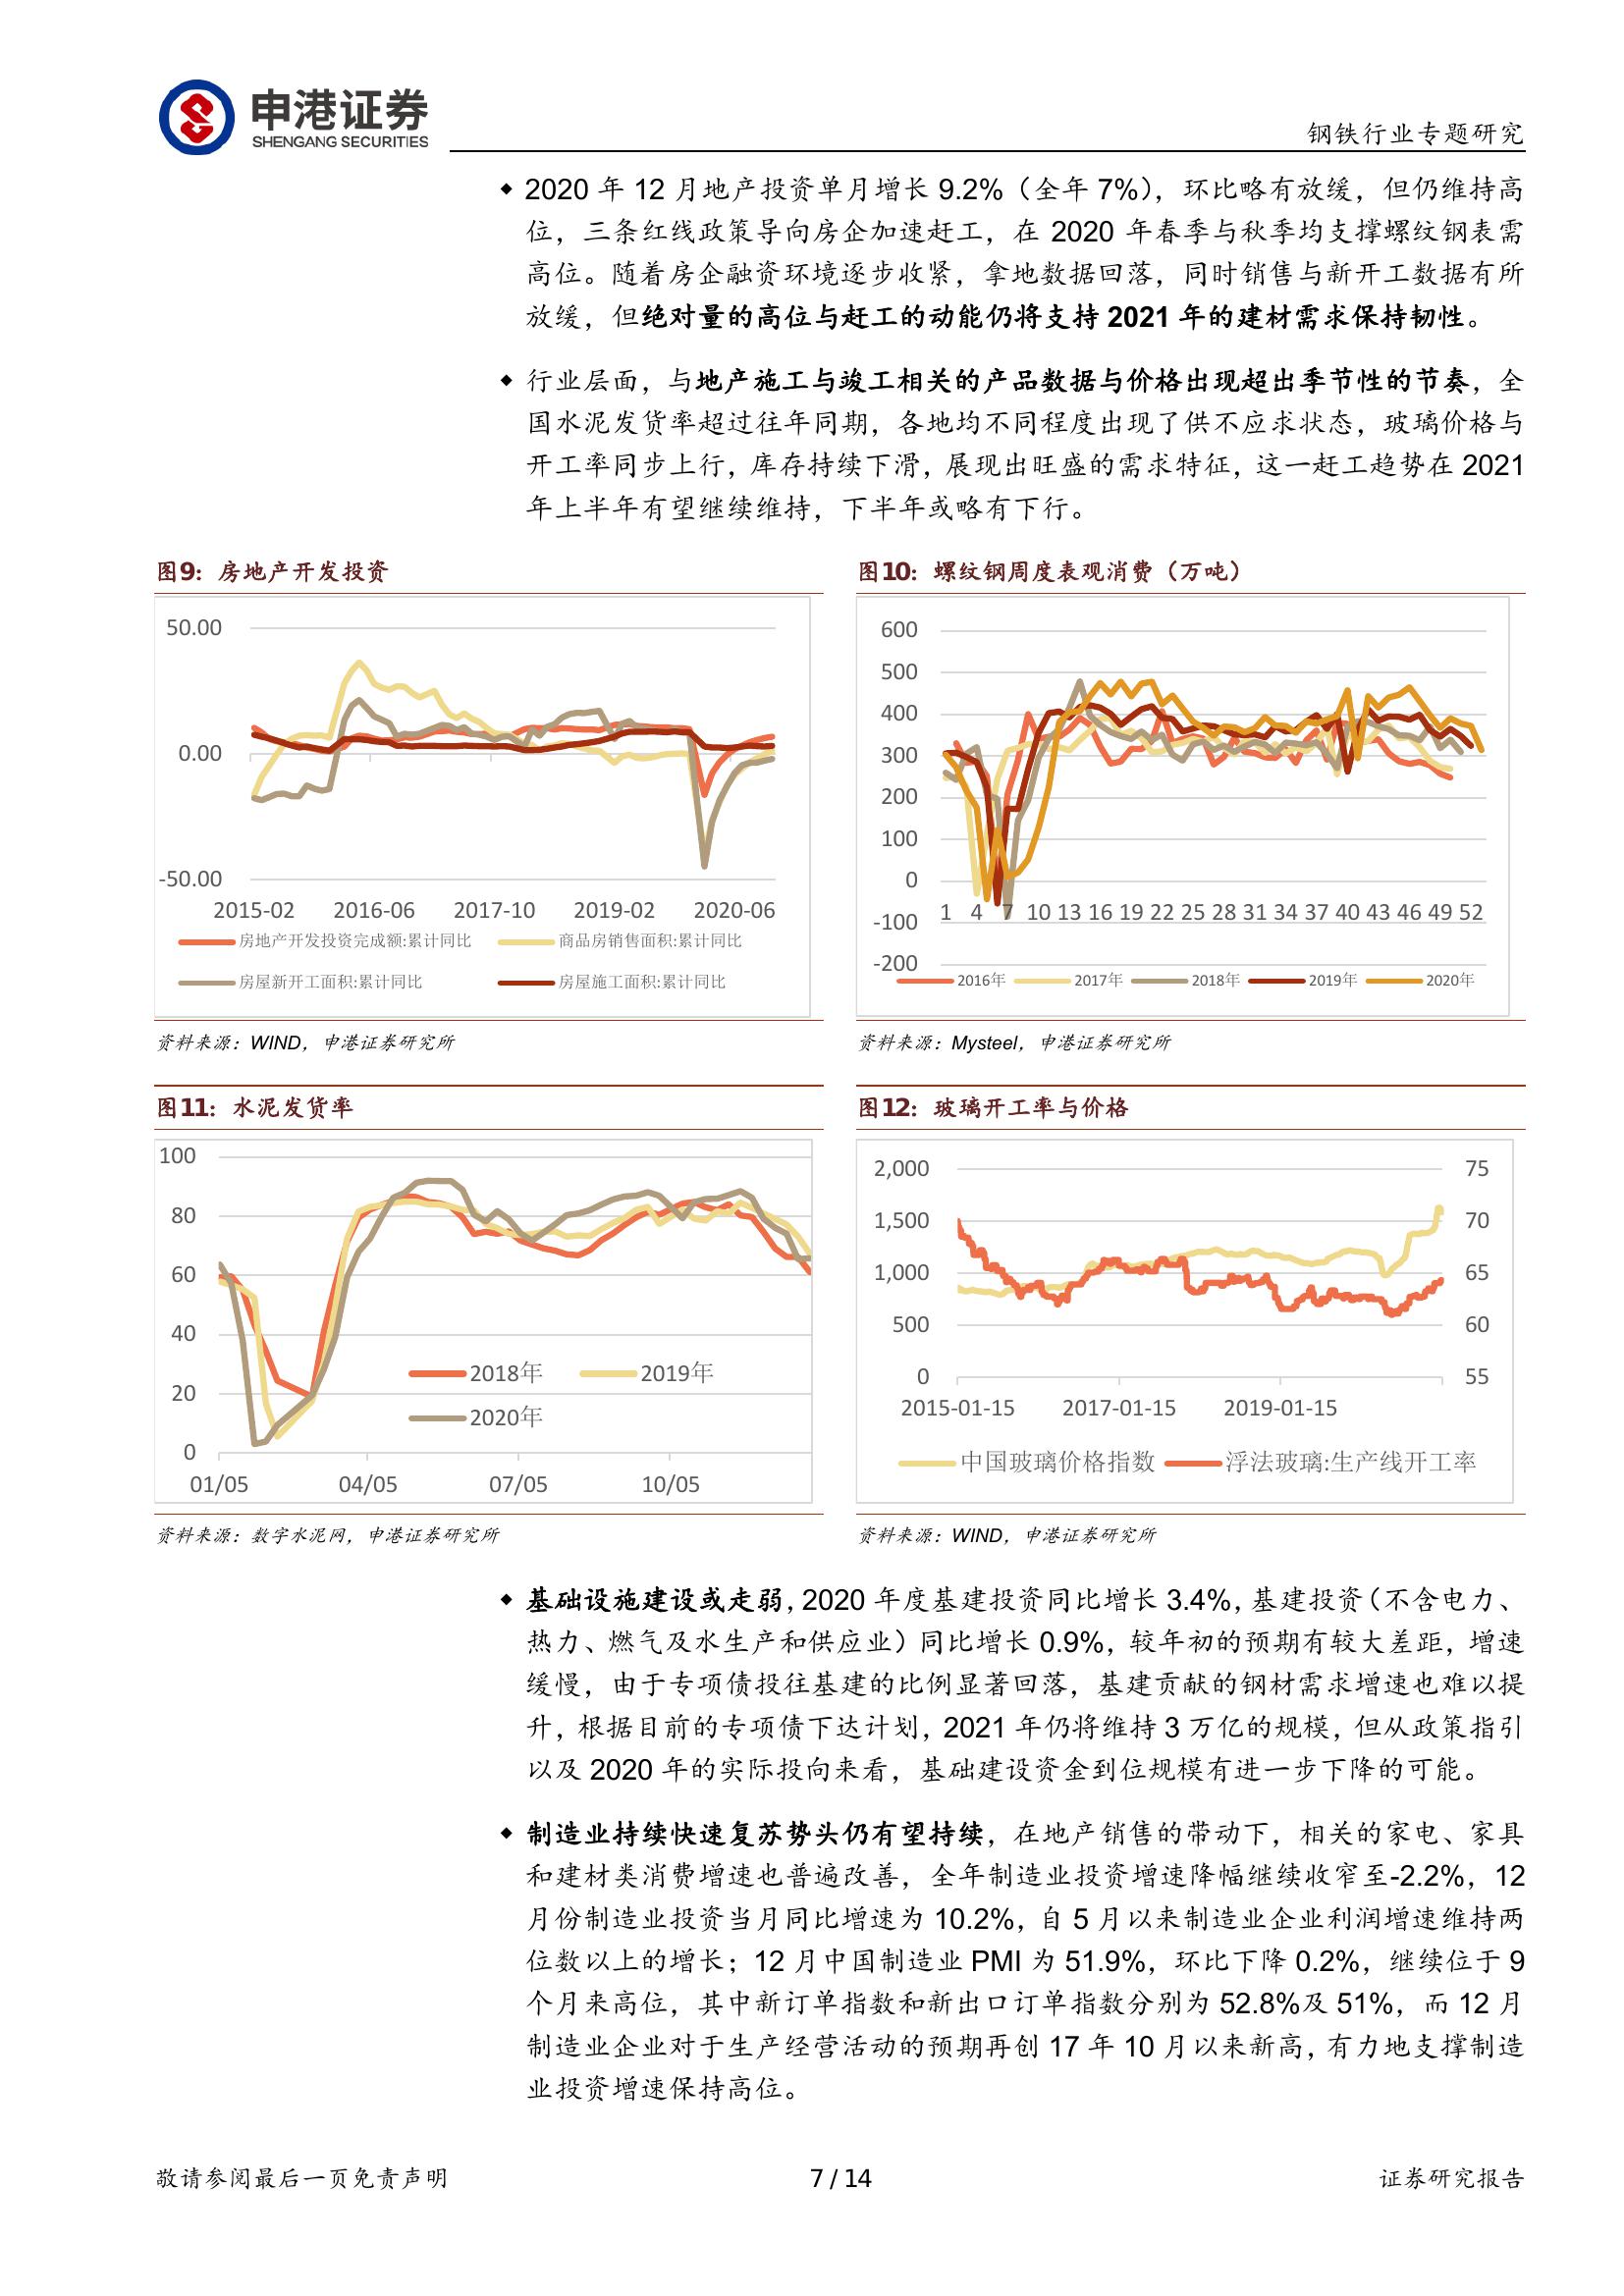 申港证券
SHENGANG SECURITIES
钢铁行业专题研究
◆ 2020 年 12 月地产投资单月增长 9.2%（全年 7%），环比略有放缓，但仍维持高
位，三条红线政策导向房企加速赶工，在 2020 年春季与秋季均支撑螺纹钢表需
高位。随着房企融资环境逐步收紧，拿地数据回落，同时销售与新开工数据有所
放缓，但绝对量的高位与赶工的动能仍将支持 2021 年的建材需求保持韧性。
◆ 行业层面，与地产施工与竣工相关的产品数据与价格出现超出季节性的节奏，全
国水泥发货率超过往年同期，各地均不同程度出现了供不应求状态，玻璃价格与
开工率同步上行，库存持续下滑，展现出旺盛的需求特征，这一赶工趋势在 2021
年上半年有望继续维持，下半年或略有下行。
图9：房地产开发投资
50.00
0.00
-50.00
2015-02 2016-06 2017-10 2019-02 2020-06
房地产开发投资完成额:累计同比 商品房销售面积:累计同比
房屋新开工面积:累计同比 房屋施工面积:累计同比
资料来源：WIND，申港证券研究所
图10：螺纹钢周度表观消费（万吨）
600
500
400
300
200
100
0
-100
-200
1 4 7 10 13 16 19 22 25 28 31 34 37 40 43 46 49 52
2016年 2017年 2018年 2019年 2020年
资料来源：Mysteel，申港证券研究所
图11：水泥发货率
100
80
60
40
20
0
01/05 04/05 07/05 10/05
2018年 2019年
2020年
资料来源：数字水泥网，申港证券研究所
图12：玻璃开工率与价格
2,000 75
1,500 70
1,000 65
500 60
0 55
2015-01-15 2017-01-15 2019-01-15
中国玻璃价格指数 浮法玻璃:生产线开工率
资料来源：WIND，申港证券研究所
◆ 基础设施建设或走弱，2020 年度基建投资同比增长 3.4%，基建投资（不含电力、
热力、燃气及水生产和供应业）同比增长 0.9%，较年初的预期有较大差距，增速
缓慢，由于专项债投往基建的比例显著回落，基建贡献的钢材需求增速也难以提
升，根据目前的专项债下达计划，2021 年仍将维持 3 万亿的规模，但从政策指引
以及 2020 年的实际投向来看，基础建设资金到位规模有进一步下降的可能。
◆ 制造业持续快速复苏势头仍有望持续，在地产销售的带动下，相关的家电、家具
和建材类消费增速也普遍改善，全年制造业投资增速降幅继续收窄至-2.2%，12
月份制造业投资当月同比增速为 10.2%，自 5 月以来制造业企业利润增速维持两
位数以上的增长；12 月中国制造业 PMI 为 51.9%，环比下降 0.2%，继续位于 9
个月来高位，其中新订单指数和新出口订单指数分别为 52.8%及 51%，而 12 月
制造业企业对于生产经营活动的预期再创 17 年 10 月以来新高，有力地支撑制造
业投资增速保持高位。
敬请参阅最后一页免责声明 7 / 14 证券研究报告